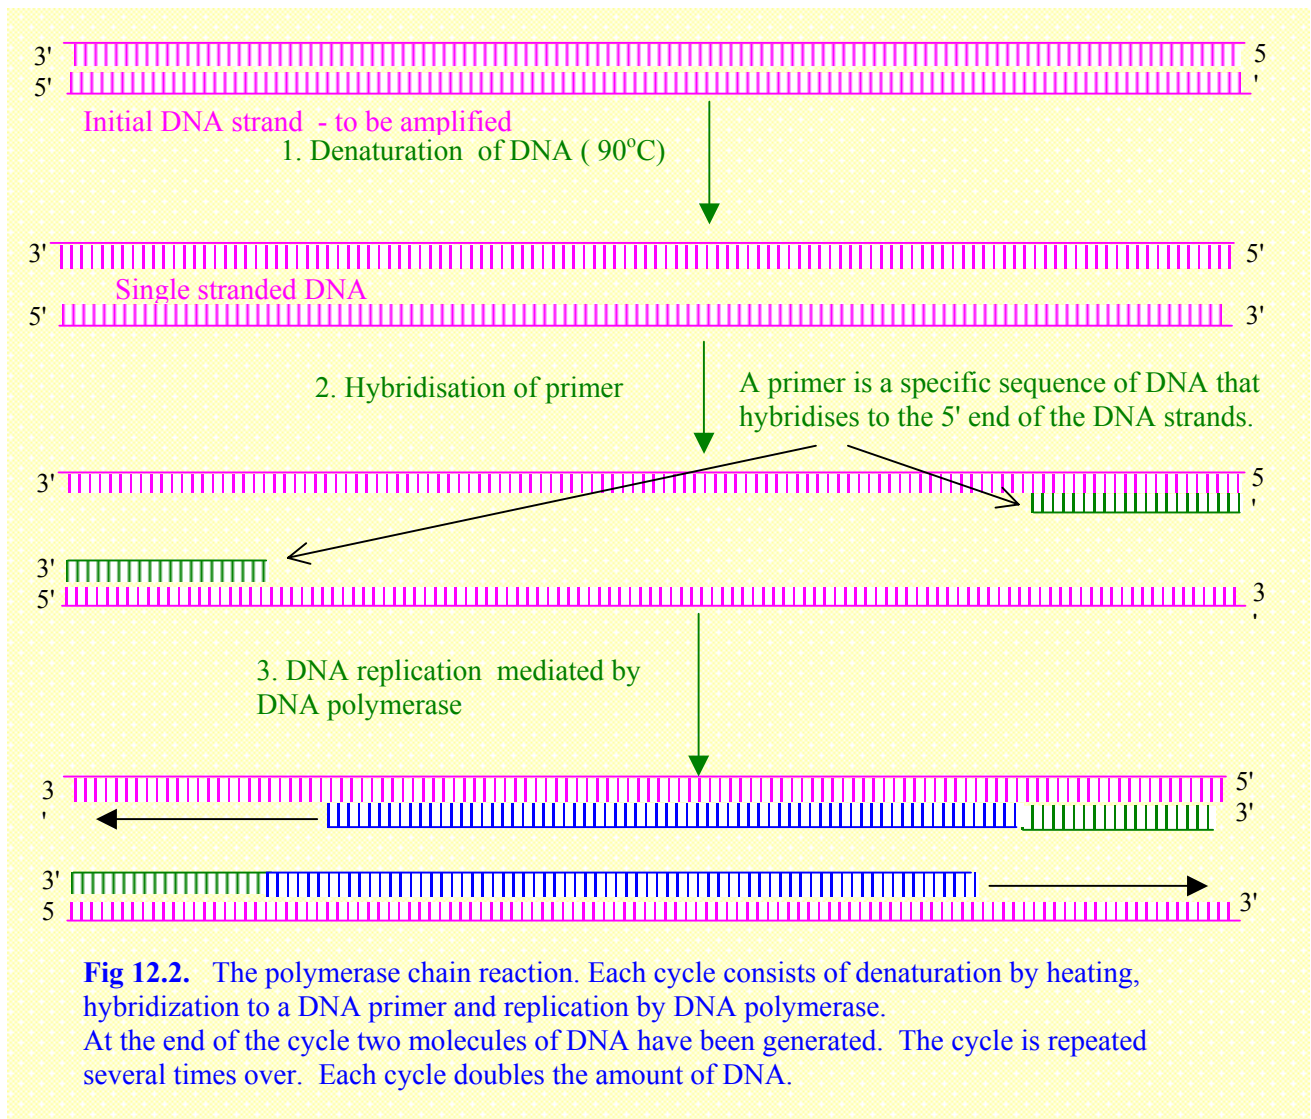 3' 5
5' '
Initial DNA strand - to be amplified
1. Denaturation of DNA ( 90°C)
3' 5'
Single stranded DNA
5' 3'
2. Hybridisation of primer
A primer is a specific sequence of DNA that
hybridises to the 5' end of the DNA strands.
3' 5
'
3'
5' 3
'
3. DNA replication mediated by
DNA polymerase
3 5'
' 3'
3'
5 3'
Fig 12.2. The polymerase chain reaction. Each cycle consists of denaturation by heating,
hybridization to a DNA primer and replication by DNA polymerase.
At the end of the cycle two molecules of DNA have been generated. The cycle is repeated
several times over. Each cycle doubles the amount of DNA.